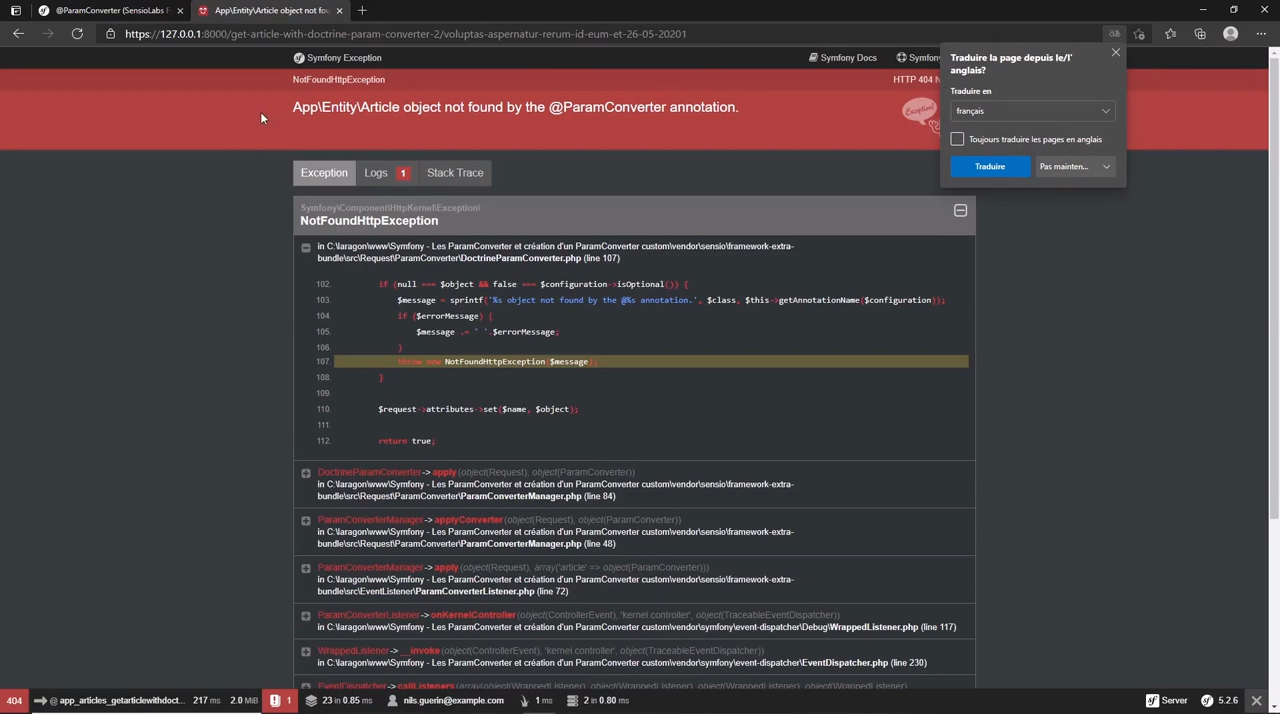 @ParamConverter (SensioLabs F
App\Entity\Article object not fou
https://127.0.0.1:8000/get-article-with-doctrine-param-converter-2/voluptas-aspernatur-rerum-id-eum-et-26-05-20201
Symfony Exception
Symfony Docs
Symfony
NotFoundHttpException
HTTP 404 N
App\Entity\Article object not found by the @ParamConverter annotation.
Exception!
Traduire la page depuis le/l'
anglais?
Traduire en
français
Toujours traduire les pages en anglais
Traduire
Pas mainten...
Exception
Logs 1
Stack Trace
Symfony\Component\HttpKernel\Exception\
NotFoundHttpException
in C:\laragon\www\Symfony - Les ParamConverter et création d'un ParamConverter custom\vendor\sensio\framework-extra-
bundle\src\Request\ParamConverter\DoctrineParamConverter.php (line 107)
102. if (null === $object && false === $configuration->isOptional()) {
103. $message = sprintf('%s object not found by the @%s annotation.', $class, $this->getAnnotationName($configuration));
104. if ($errorMessage) {
105. $message .= ' '.$errorMessage;
106. }
107. throw new NotFoundHttpException($message);
108. }
109.
110. $request->attributes->set($name, $object);
111.
112. return true;
DoctrineParamConverter->apply(object(Request), object(ParamConverter))
in C:\laragon\www\Symfony - Les ParamConverter et création d'un ParamConverter custom\vendor\sensio\framework-extra-
bundle\src\Request\ParamConverter\ParamConverterManager.php (line 84)
ParamConverterManager->applyConverter(object(Request), object(ParamConverter))
in C:\laragon\www\Symfony - Les ParamConverter et création d'un ParamConverter custom\vendor\sensio\framework-extra-
bundle\src\Request\ParamConverter\ParamConverterManager.php (line 48)
ParamConverterManager->apply(object(Request), array('article' => object(ParamConverter)))
in C:\laragon\www\Symfony - Les ParamConverter et création d'un ParamConverter custom\vendor\sensio\framework-extra-
bundle\src\EventListener\ParamConverterListener.php (line 72)
ParamConverterListener->onKernelController(object(ControllerEvent), 'kernel.controller', object(TraceableEventDispatcher))
in C:\laragon\www\Symfony - Les ParamConverter et création d'un ParamConverter custom\vendor\symfony\event-dispatcher\Debug\WrappedListener.php (line 117)
WrappedListener->__invoke(object(ControllerEvent), 'kernel.controller', object(TraceableEventDispatcher))
in C:\laragon\www\Symfony - Les ParamConverter et création d'un ParamConverter custom\vendor\symfony\event-dispatcher\EventDispatcher.php (line 230)
EventDispatcher->callListeners(array(object(WrappedListener), object(WrappedListener), object(WrappedListener), object(WrappedListener)
404 @ app_articles_getarticlewithdoct... 217 ms 2.0 MiB 1 23 in 0.85 ms nils.guerin@example.com 1 ms 2 in 0.80 ms Server 5.2.6